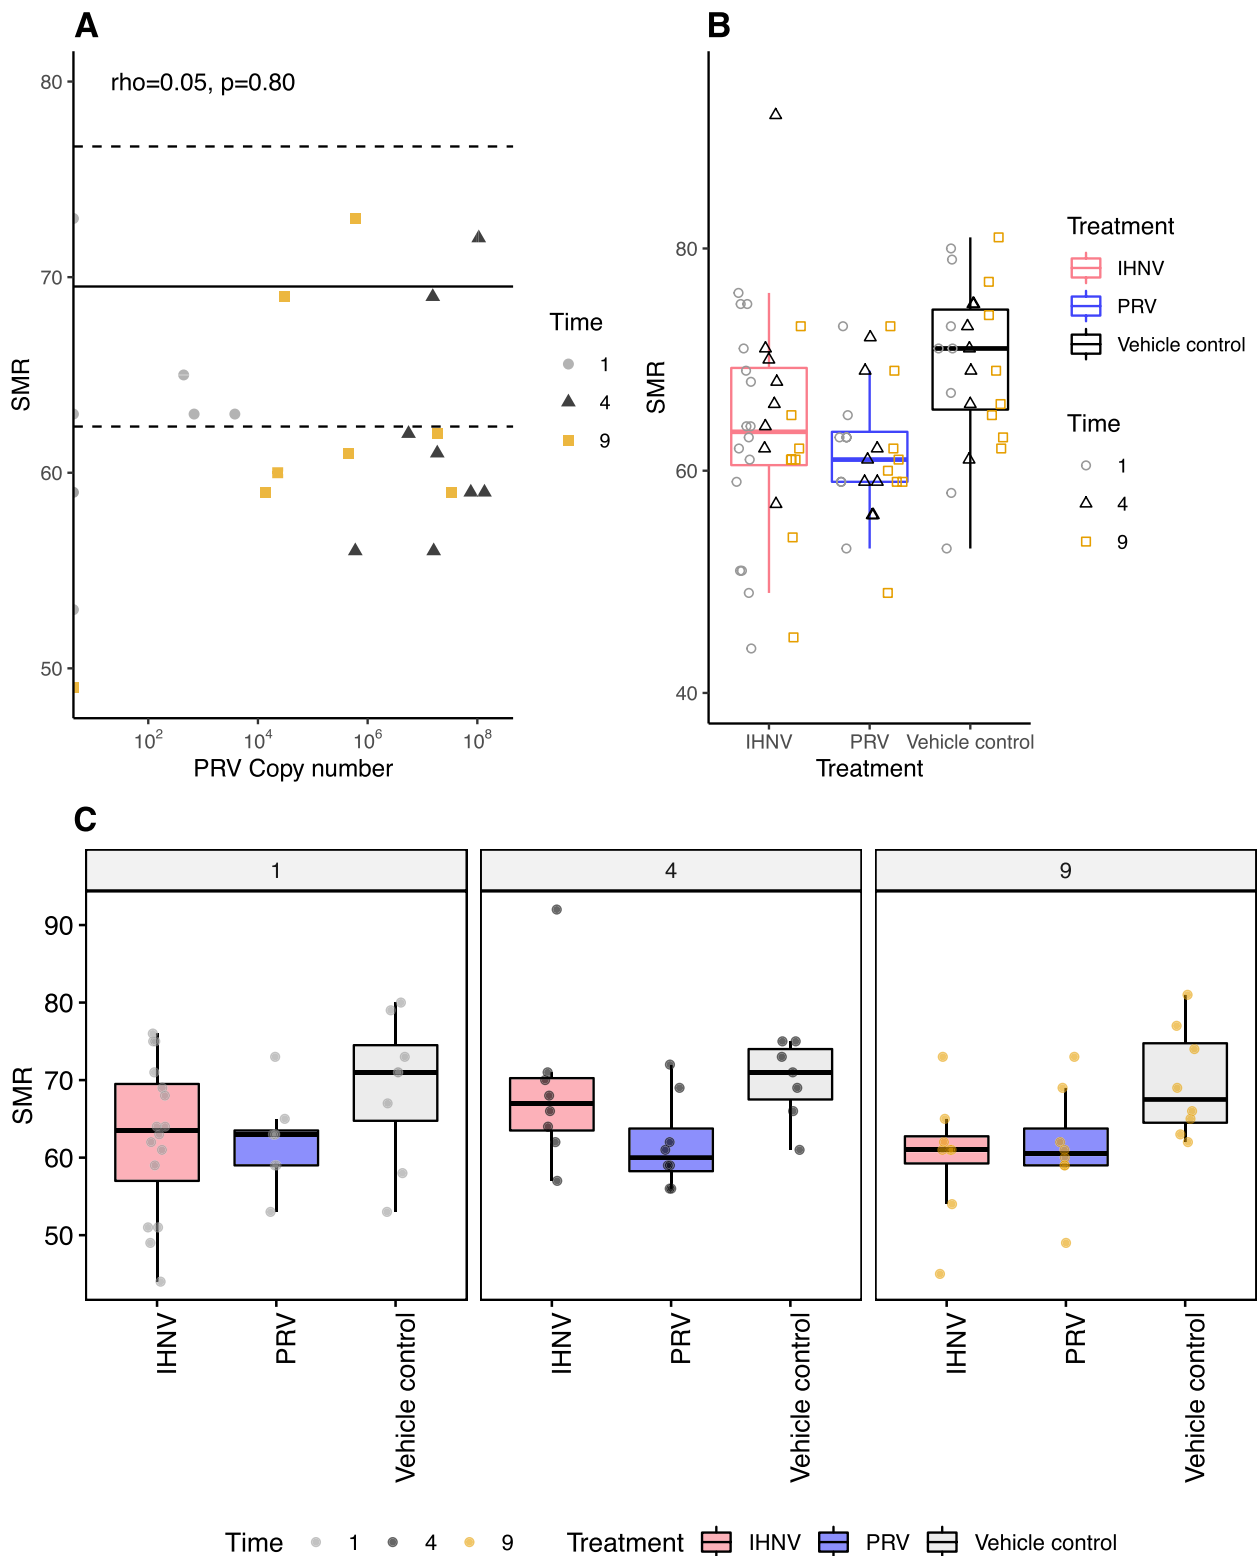 A
rho=0.05, p=0.80
80
70
60
50
SMR
10²
10⁴
10⁶
10⁸
PRV Copy number
Time
1
4
9
B
80
60
40
SMR
IHNV
PRV
Vehicle control
Treatment
Treatment
IHNV
PRV
Vehicle control
Time
1
4
9
C
1
4
9
90
80
70
60
50
SMR
IHNV
PRV
Vehicle control
IHNV
PRV
Vehicle control
IHNV
PRV
Vehicle control
Time 1 4 9 Treatment IHNV PRV Vehicle control